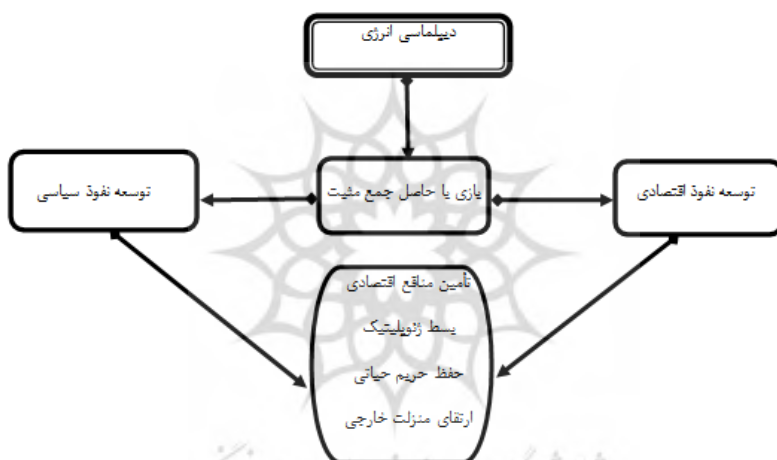 دیپلماسی انرژی
توسعه نفوذ اقتصادی
بازی با حاصل جمع مثبت
توسعه نفوذ سیاسی
تأمین منافع اقتصادی
بسط ژئوپلیتیک
حفظ حریم حیاتی
ارتقای منزلت خارجی